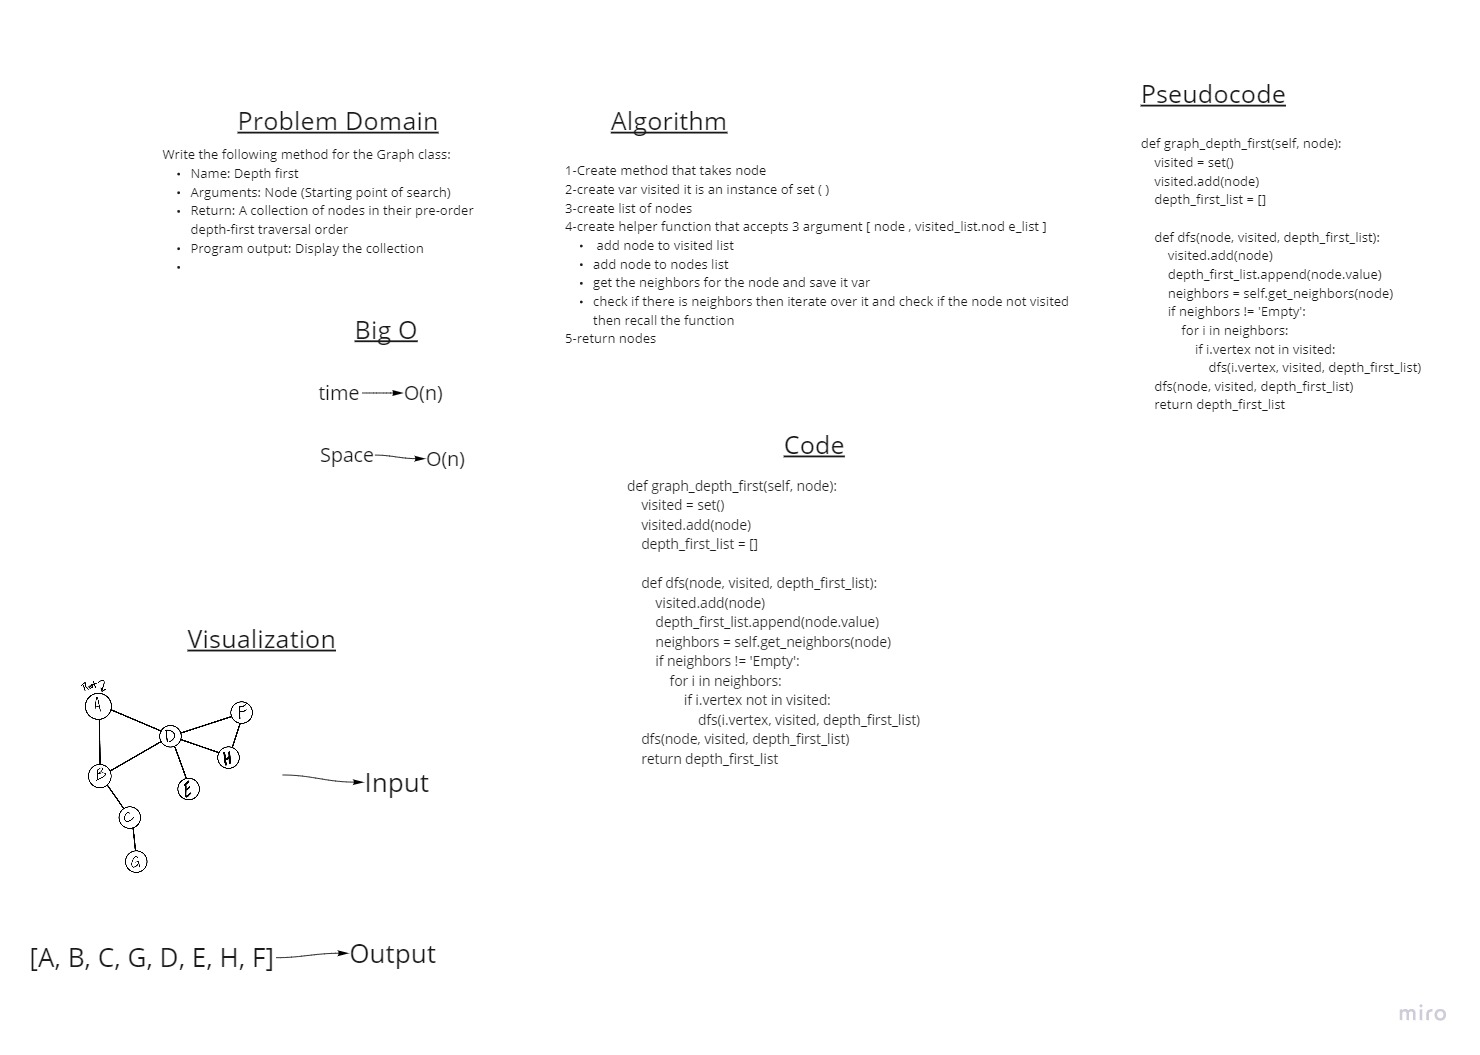 Problem Domain
Write the following method for the Graph class:
• Name: Depth first
• Arguments: Node (Starting point of search)
• Return: A collection of nodes in their pre-order
depth-first traversal order
• Program output: Display the collection
•
Big O
time O(n)
Space O(n)
Algorithm
1-Create method that takes node
2-create var visited it is an instance of set ( )
3-create list of nodes
4-create helper function that accepts 3 argument [ node , visited_list.nod e_list ]
• add node to visited list
• add node to nodes list
• get the neighbors for the node and save it var
• check if there is neighbors then iterate over it and check if the node not visited
then recall the function
5-return nodes
Pseudocode
def graph_depth_first(self, node):
visited = set()
visited.add(node)
depth_first_list = []
def dfs(node, visited, depth_first_list):
visited.add(node)
depth_first_list.append(node.value)
neighbors = self.get_neighbors(node)
if neighbors != 'Empty':
for i in neighbors:
if i.vertex not in visited:
dfs(i.vertex, visited, depth_first_list)
dfs(node, visited, depth_first_list)
return depth_first_list
Code
def graph_depth_first(self, node):
visited = set()
visited.add(node)
depth_first_list = []
def dfs(node, visited, depth_first_list):
visited.add(node)
depth_first_list.append(node.value)
neighbors = self.get_neighbors(node)
if neighbors != 'Empty':
for i in neighbors:
if i.vertex not in visited:
dfs(i.vertex, visited, depth_first_list)
dfs(node, visited, depth_first_list)
return depth_first_list
Visualization
Root
A
F
D
H
B
E
C
G
Input
[A, B, C, G, D, E, H, F] Output
miro